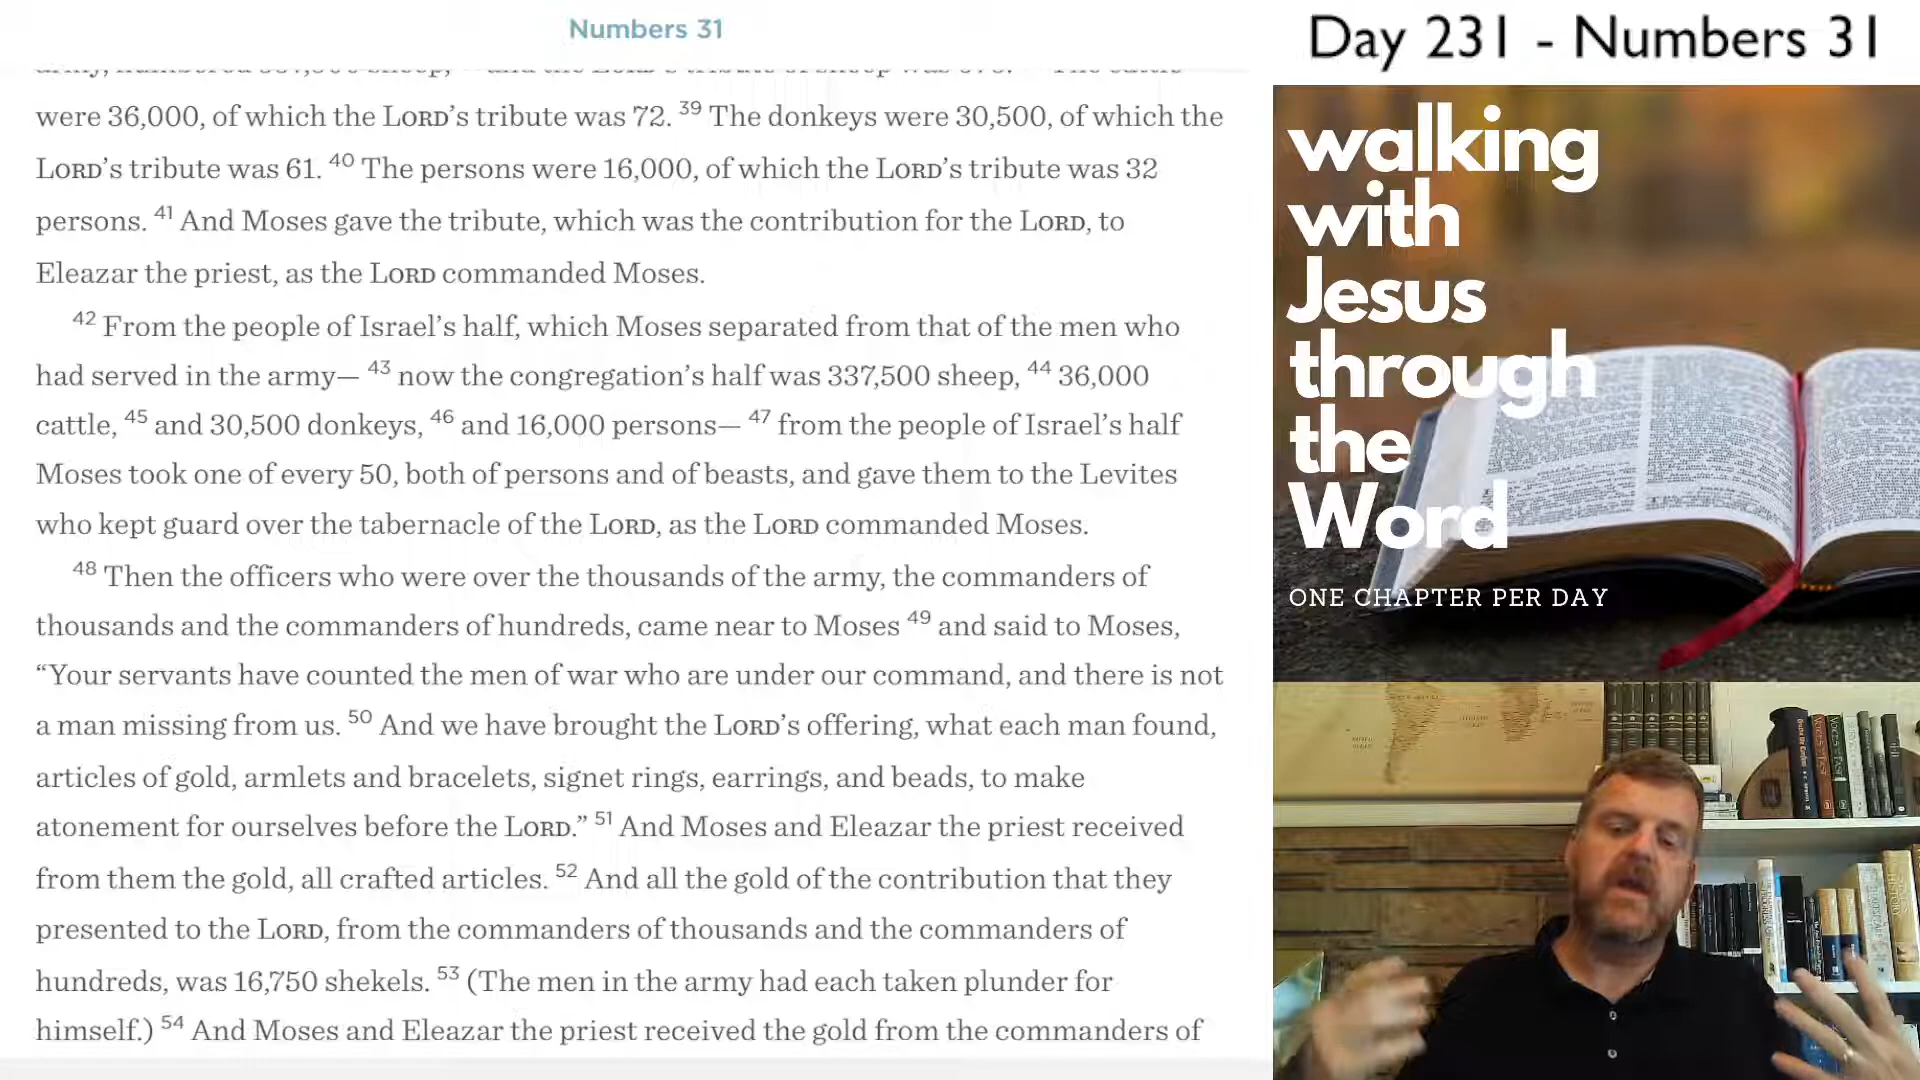 Numbers 31
were 36,000, of which the LORD's tribute was 72. 39 The donkeys were 30,500, of which the
LORD's tribute was 61. 40 The persons were 16,000, of which the LORD's tribute was 32
persons. 41 And Moses gave the tribute, which was the contribution for the LORD, to
Eleazar the priest, as the LORD commanded Moses.
42 From the people of Israel's half, which Moses separated from that of the men who
had served in the army— 43 now the congregation's half was 337,500 sheep, 44 36,000
cattle, 45 and 30,500 donkeys, 46 and 16,000 persons— 47 from the people of Israel's half
Moses took one of every 50, both of persons and of beasts, and gave them to the Levites
who kept guard over the tabernacle of the LORD, as the LORD commanded Moses.
48 Then the officers who were over the thousands of the army, the commanders of
thousands and the commanders of hundreds, came near to Moses 49 and said to Moses,
“Your servants have counted the men of war who are under our command, and there is not
a man missing from us. 50 And we have brought the LORD's offering, what each man found,
articles of gold, armlets and bracelets, signet rings, earrings, and beads, to make
atonement for ourselves before the LORD.” 51 And Moses and Eleazar the priest received
from them the gold, all crafted articles. 52 And all the gold of the contribution that they
presented to the LORD, from the commanders of thousands and the commanders of
hundreds, was 16,750 shekels. 53 (The men in the army had each taken plunder for
himself.) 54 And Moses and Eleazar the priest received the gold from the commanders of
Day 231 - Numbers 31
walking
with
Jesus
through
the
Word
ONE CHAPTER PER DAY